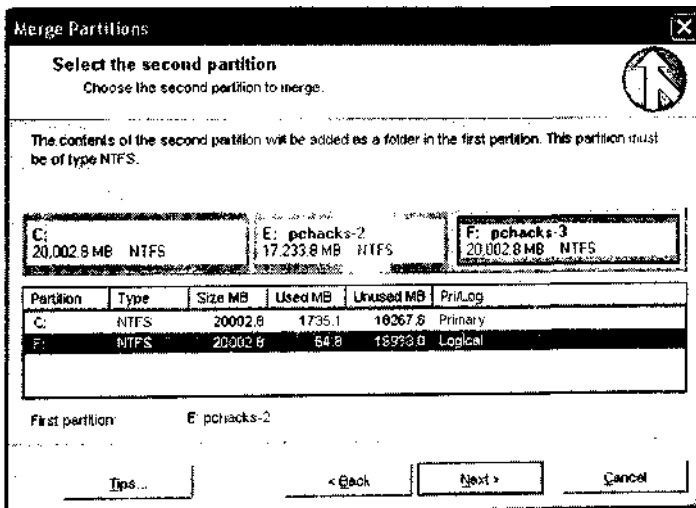 Merge Partitions
Select the second partition
Choose the second partition to merge.
The contents of the second partition will be added as a folder in the first partition. This partition must
be of type NTFS.
C: E: pchacks-2 F: pchacks-3
20,002.8 MB NTFS 17,233.8 MB NTFS 20,002.8 MB NTFS
Partition Type Size MB Used MB Unused MB Pri/Log
C: NTFS 20002.8 1735.1 18267.8 Primary
F: NTFS 20002.8 64.8 Logical
First partition: E: pchacks-2
Tips... < Back Next > Cancel